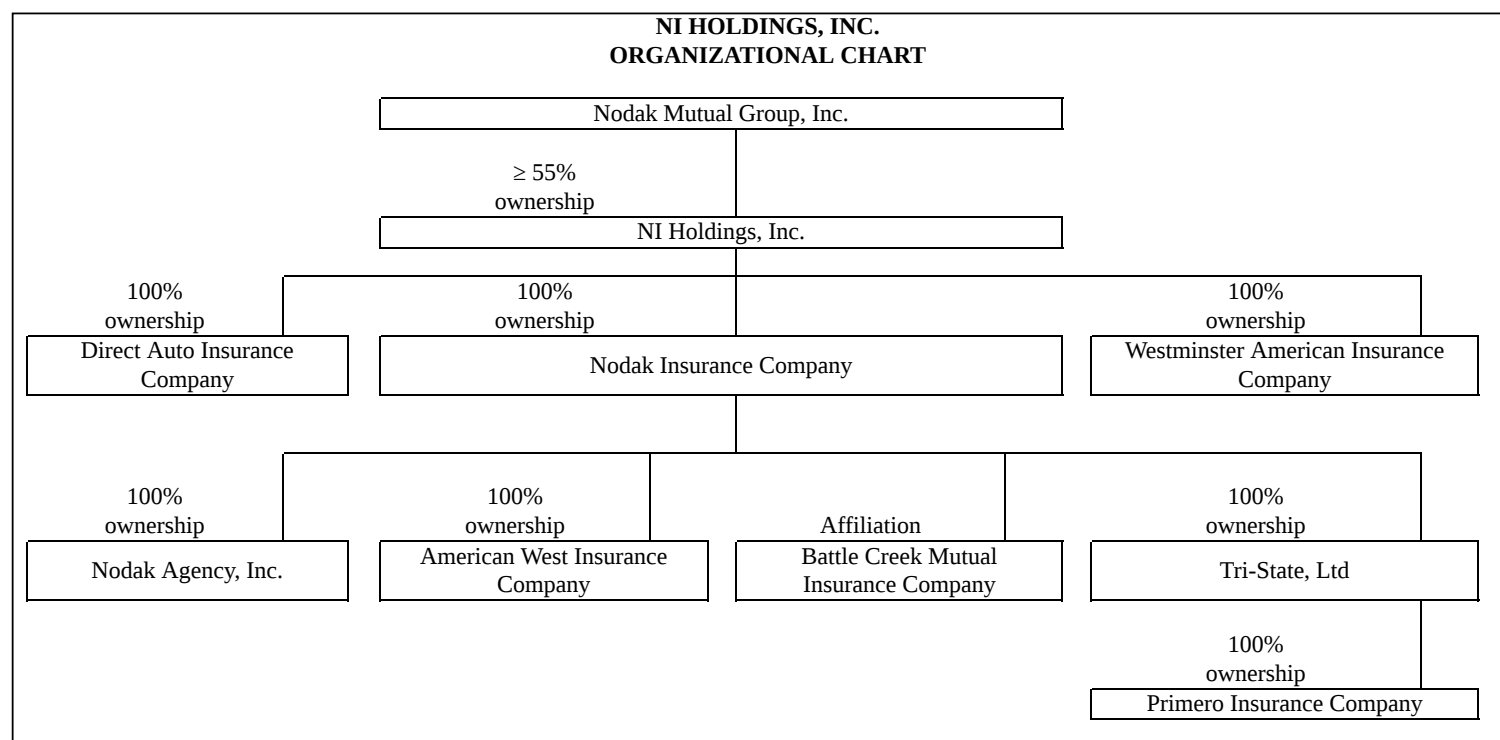 NI HOLDINGS, INC.
ORGANIZATIONAL CHART
Nodak Mutual Group, Inc.
≥ 55%
ownership
NI Holdings, Inc.
100%
ownership
Direct Auto Insurance
Company
100%
ownership
Nodak Insurance Company
100%
ownership
Westminster American Insurance
Company
100%
ownership
Nodak Agency, Inc.
100%
ownership
American West Insurance
Company
Affiliation
Battle Creek Mutual
Insurance Company
100%
ownership
Tri-State, Ltd
100%
ownership
Primero Insurance Company